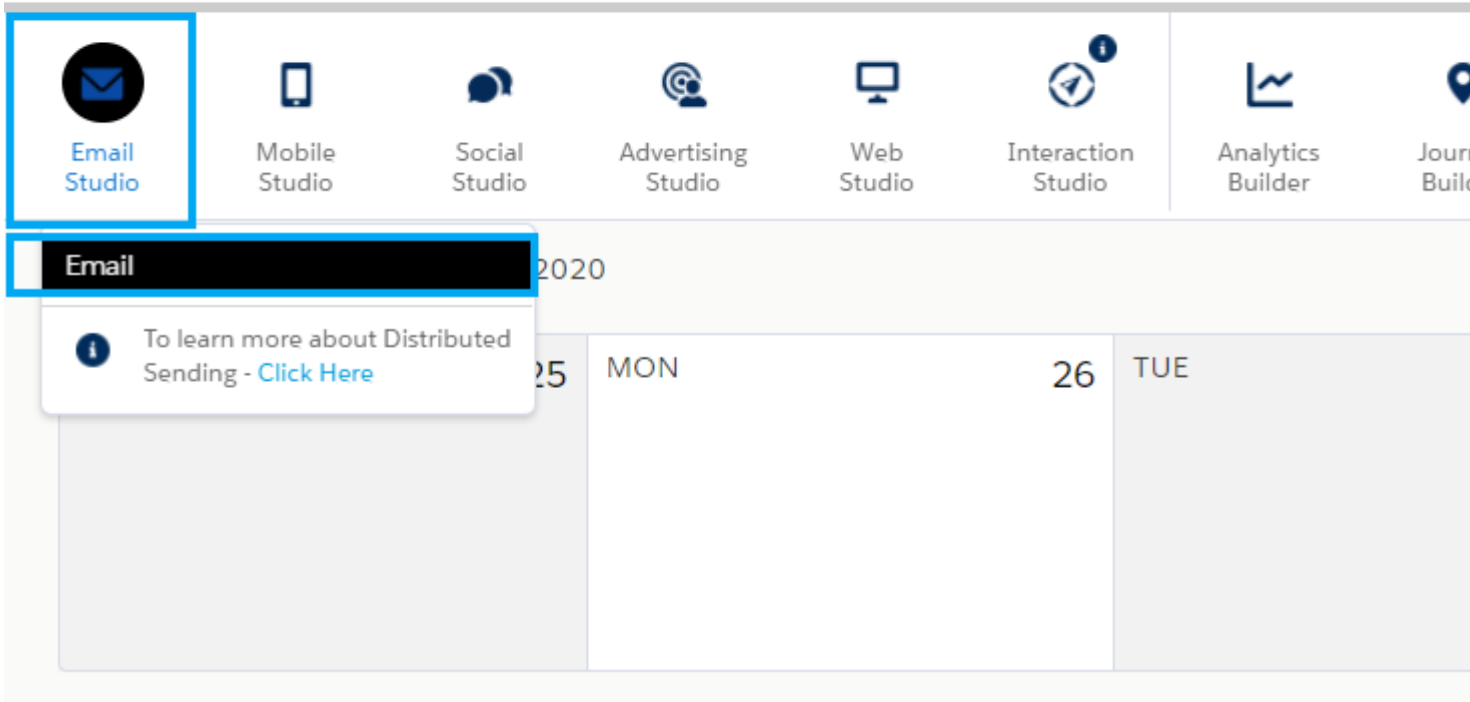 Email
Studio
Mobile
Studio
Social
Studio
Advertising
Studio
Web
Studio
Interaction
Studio
Analytics
Builder
Email
2020
To learn more about Distributed
Sending - Click Here
25
MON
26
TUE